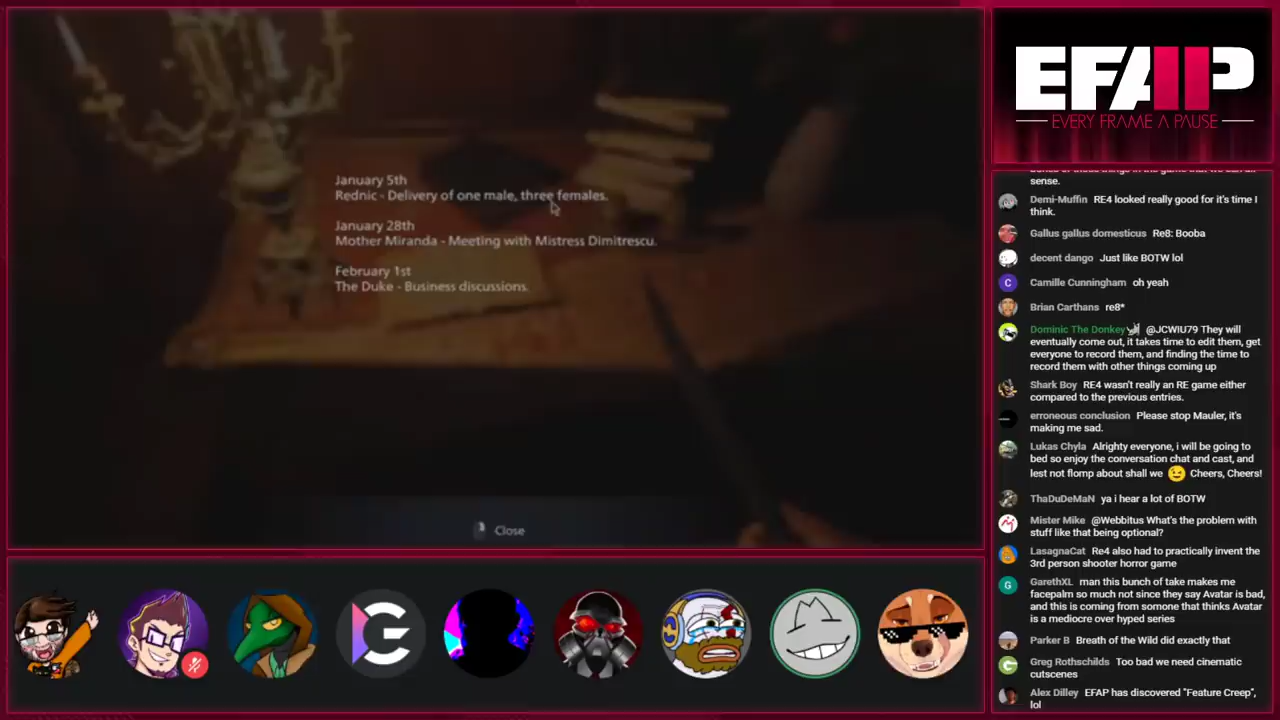 January 5th
Rednic - Delivery of one male, three females.
January 28th
Mother Miranda - Meeting with Mistress Dimitrescu.
February 1st
The Duke - Business discussions.
Close
EFAP
EVERY FRAME A PAUSE
sense.
Demi-Muffin RE4 looked really good for it's time I
think.
Gallus gallus domesticus Re8: Booba
decent dango Just like BOTW lol
C
Camille Cunningham oh yeah
Brian Carthans re8*
Dominic The Donkey @JCWIU79 They will
eventually come out, it takes time to edit them, get
everyone to record them, and finding the time to
record them with other things coming up
Shark Boy RE4 wasn't really an RE game either
compared to the previous entries.
erroneous conclusion Please stop Mauler, it's
making me sad.
Lukas Chyla Alrighty everyone, i will be going to
bed so enjoy the conversation chat and cast, and
lest not flomp about shall we Cheers, Cheers!
ThaDuDeMaN ya i hear a lot of BOTW
Mister Mike @Webbitus What's the problem with
stuff like that being optional?
LasagnaCat Re4 also had to practically invent the
3rd person shooter horror game
G
GarethXL man this bunch of take makes me
facepalm so much not since they say Avatar is bad,
and this is coming from somone that thinks Avatar
is a mediocre over hyped series
Parker B Breath of the Wild did exactly that
Greg Rothschilds Too bad we need cinematic
cutscenes
Alex Dilley EFAP has discovered "Feature Creep",
lol